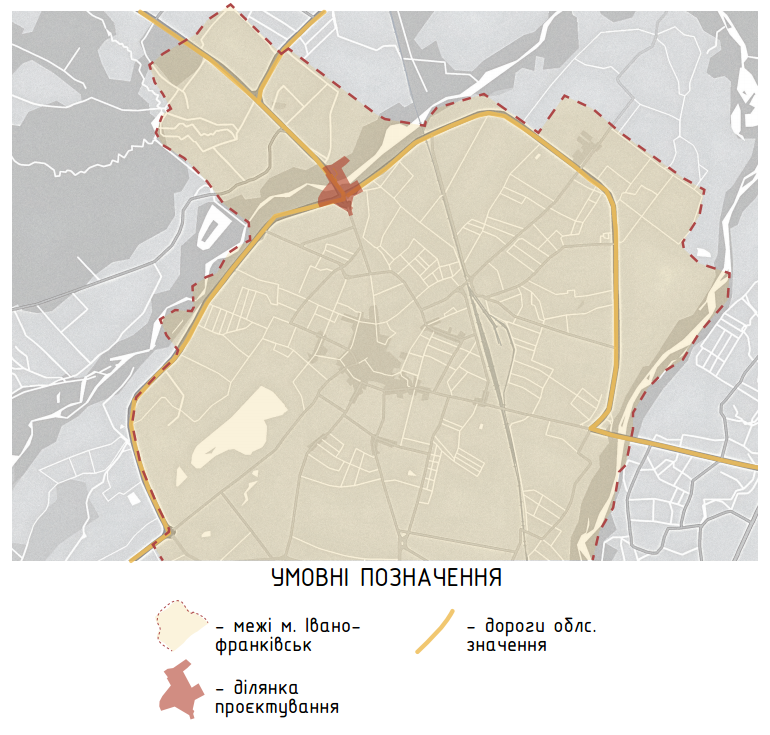 УМОВНІ ПОЗНАЧЕННЯ
– межі м. Івано–
франківськ
– дороги облс.
значення
– ділянка
проєктування